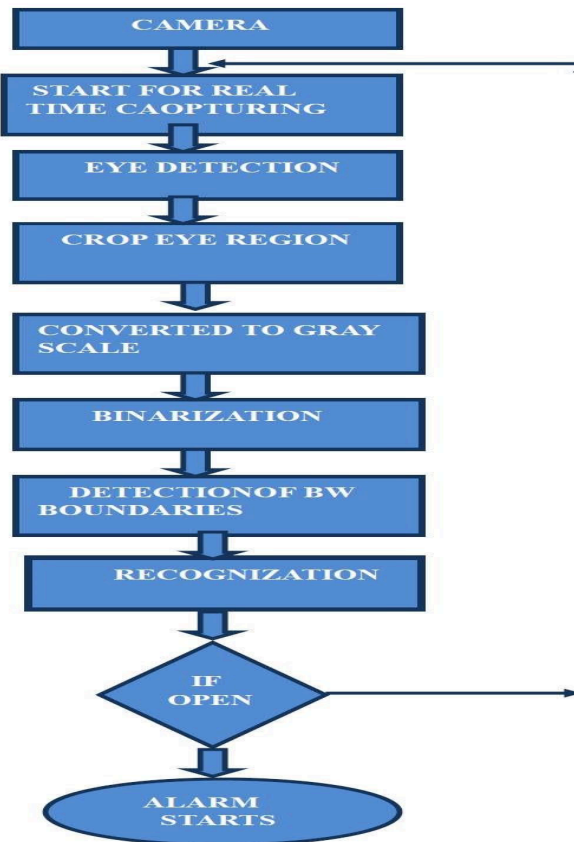 CAMERA
START FOR REAL
TIME CAOPTURING
EYE DETECTION
CROP EYE REGION
CONVERTED TO GRAY
SCALE
BINARIZATION
DETECTIONOF BW
BOUNDARIES
RECOGNIZATION
IF
OPEN
ALARM
STARTS